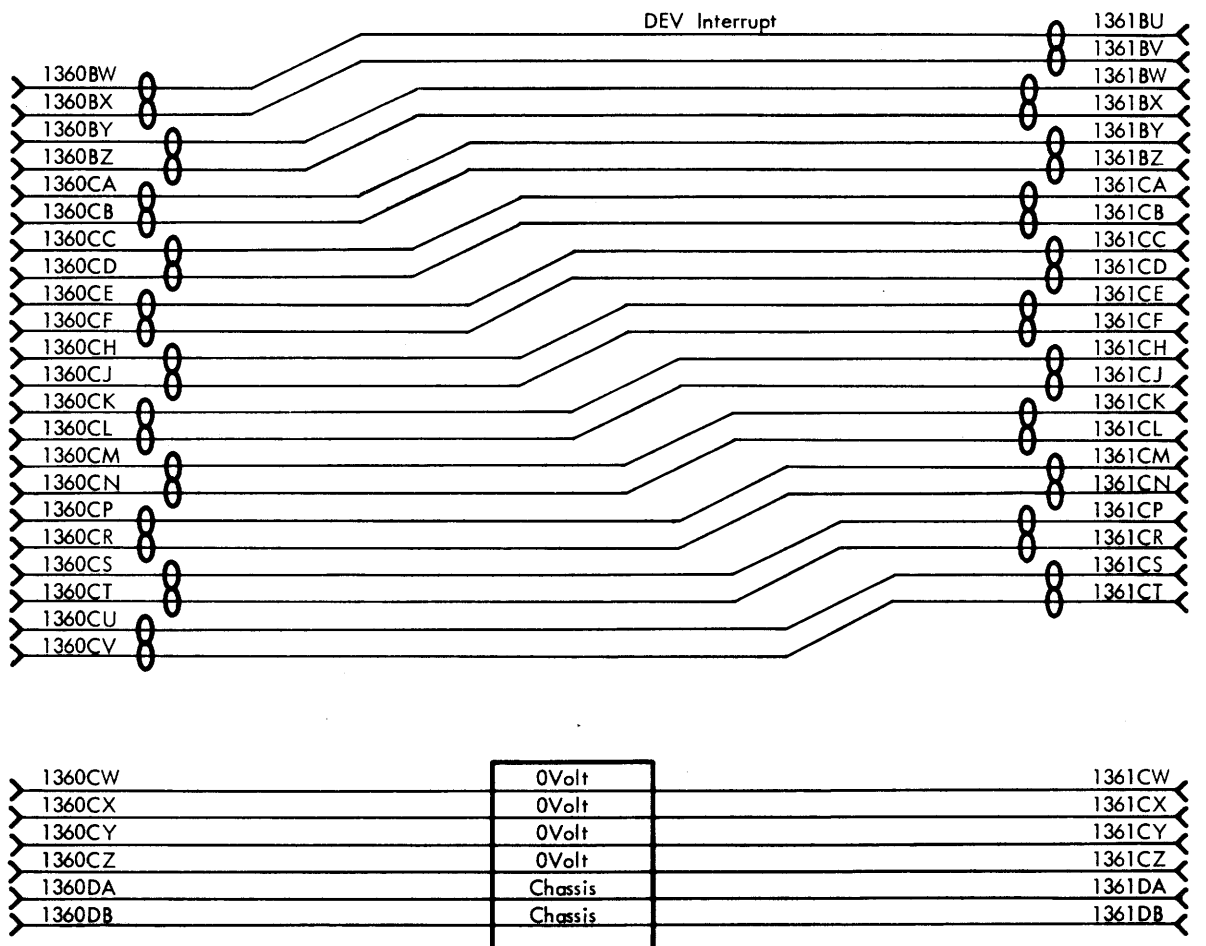 DEV Interrupt 1361BU
1361BV
1360BW 1361BW
1360BX 1361BX
1360BY 1361BY
1360BZ 1361BZ
1360CA 1361CA
1360CB 1361CB
1360CC 1361CC
1360CD 1361CD
1360CE 1361CE
1360CF 1361CF
1360CH 1361CH
1360CJ 1361CJ
1360CK 1361CK
1360CL 1361CL
1360CM 1361CM
1360CN 1361CN
1360CP 1361CP
1360CR 1361CR
1360CS 1361CS
1360CT 1361CT
1360CU
1360CV
1360CW 0Volt 1361CW
1360CX 0Volt 1361CX
1360CY 0Volt 1361CY
1360CZ 0Volt 1361CZ
1360DA Chassis 1361DA
1360DB Chassis 1361DB